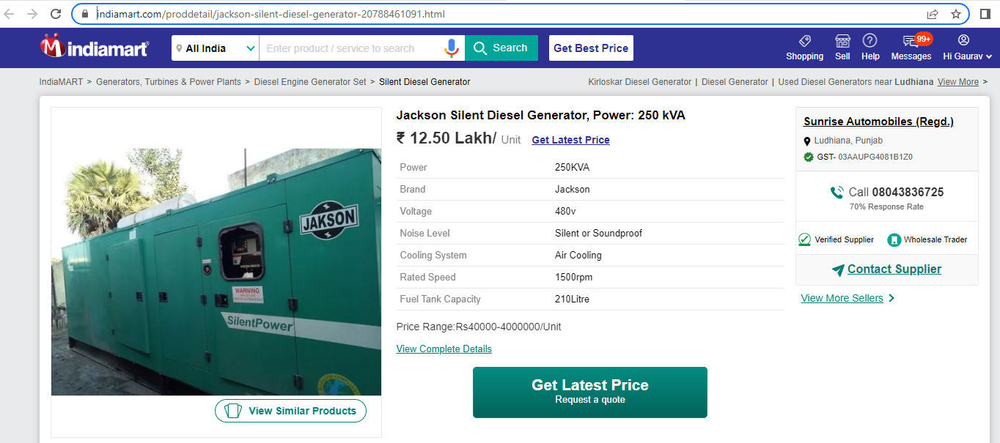 indiamart.com/proddetail/jackson-silent-diesel-generator-20788461091.html
indiamart
All India
Enter product / service to search
Search
Get Best Price
Shopping
Sell
Help
99+
Messages
Hi Gaurav
IndiaMART > Generators, Turbines & Power Plants > Diesel Engine Generator Set > Silent Diesel Generator
Kirloskar Diesel Generator | Diesel Generator | Used Diesel Generators near Ludhiana View More >
JAKSON
WARNING
SilentPower
View Similar Products
Jackson Silent Diesel Generator, Power: 250 kVA
₹ 12.50 Lakh/ Unit Get Latest Price
Power 250KVA
Brand Jackson
Voltage 480v
Noise Level Silent or Soundproof
Cooling System Air Cooling
Rated Speed 1500rpm
Fuel Tank Capacity 210Litre
Price Range:Rs40000-4000000/Unit
View Complete Details
Get Latest Price
Request a quote
Sunrise Automobiles (Regd.)
Ludhiana, Punjab
GST- 03AAUPG4081B1Z0
Call 08043836725
70% Response Rate
Verified Supplier
Wholesale Trader
Contact Supplier
View More Sellers >